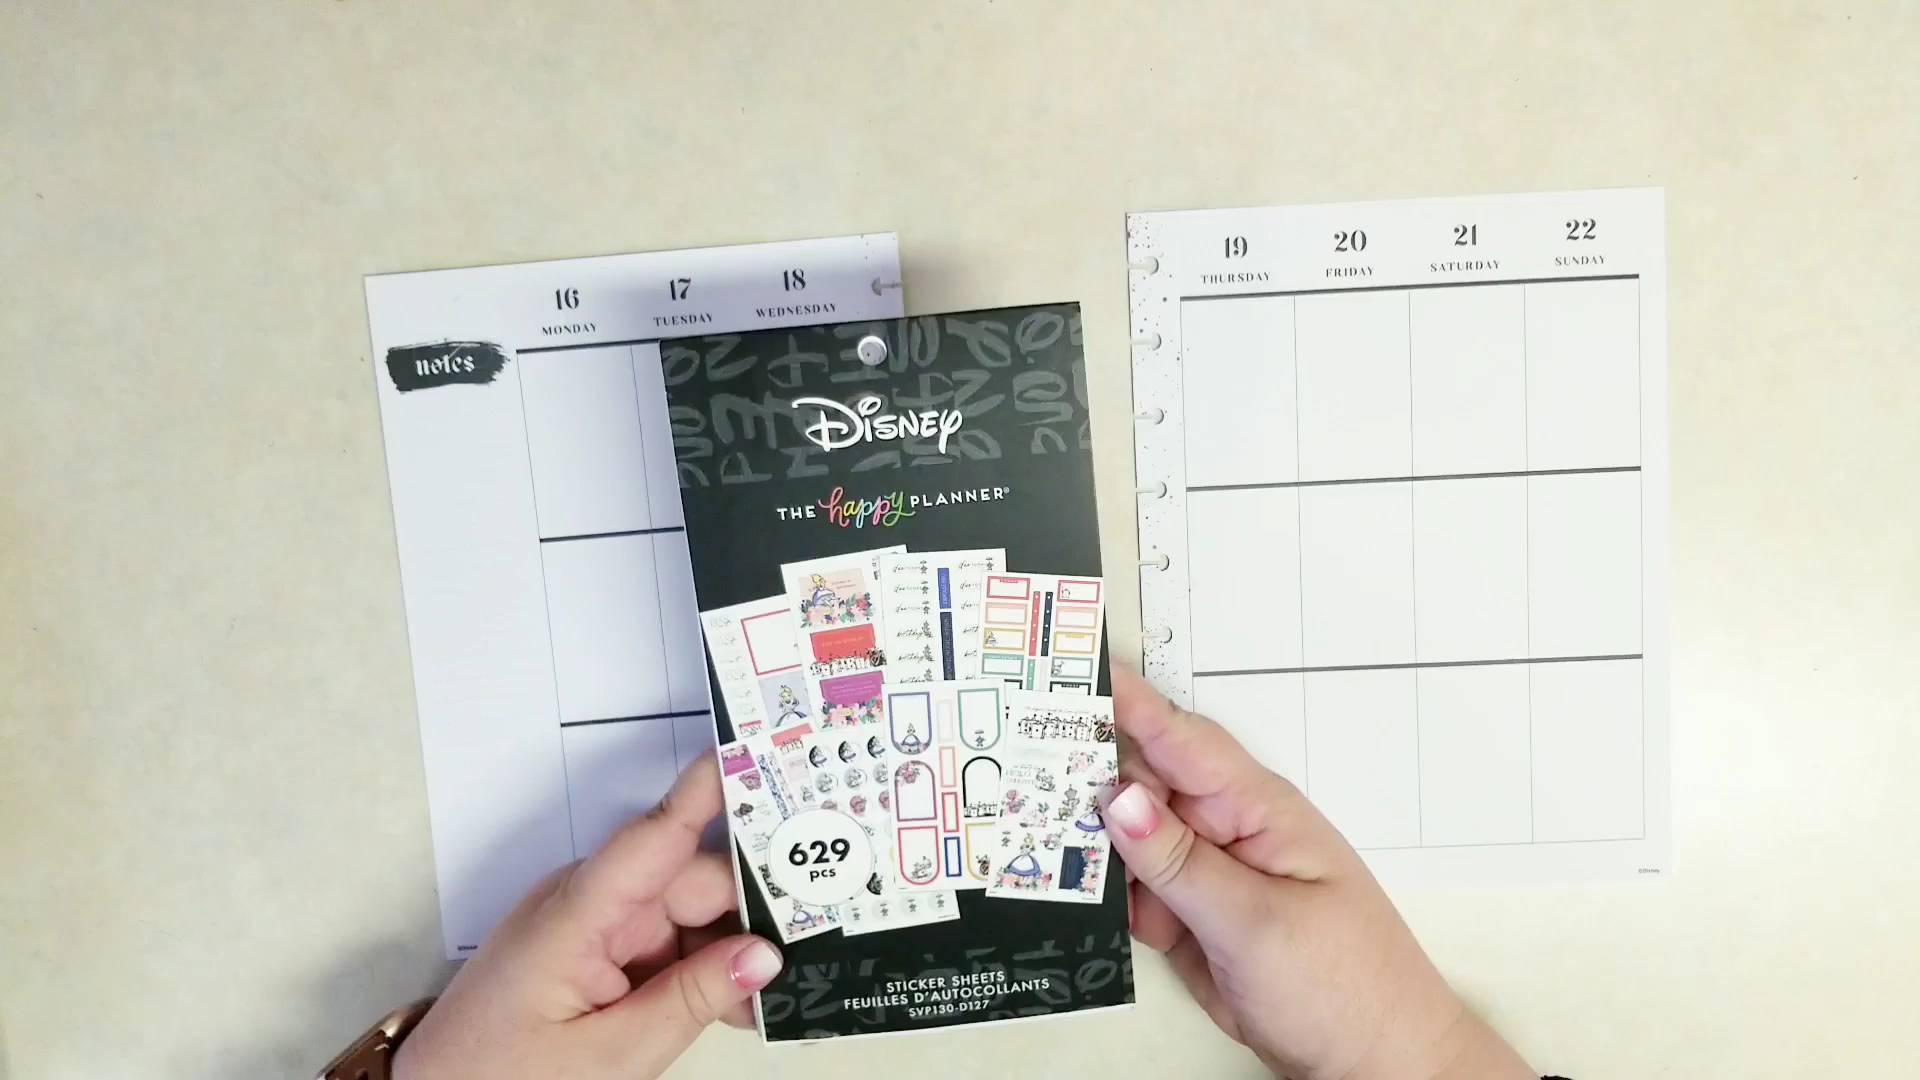 16
MONDAY
17
TUESDAY
18
WEDNESDAY
notes
19
THURSDAY
20
FRIDAY
21
SATURDAY
22
SUNDAY
DISNEY
THE happy PLANNER®
629
pcs
STICKER SHEETS
FEUILLES D'AUTOCOLLANTS
SVP130-D127
©Disney